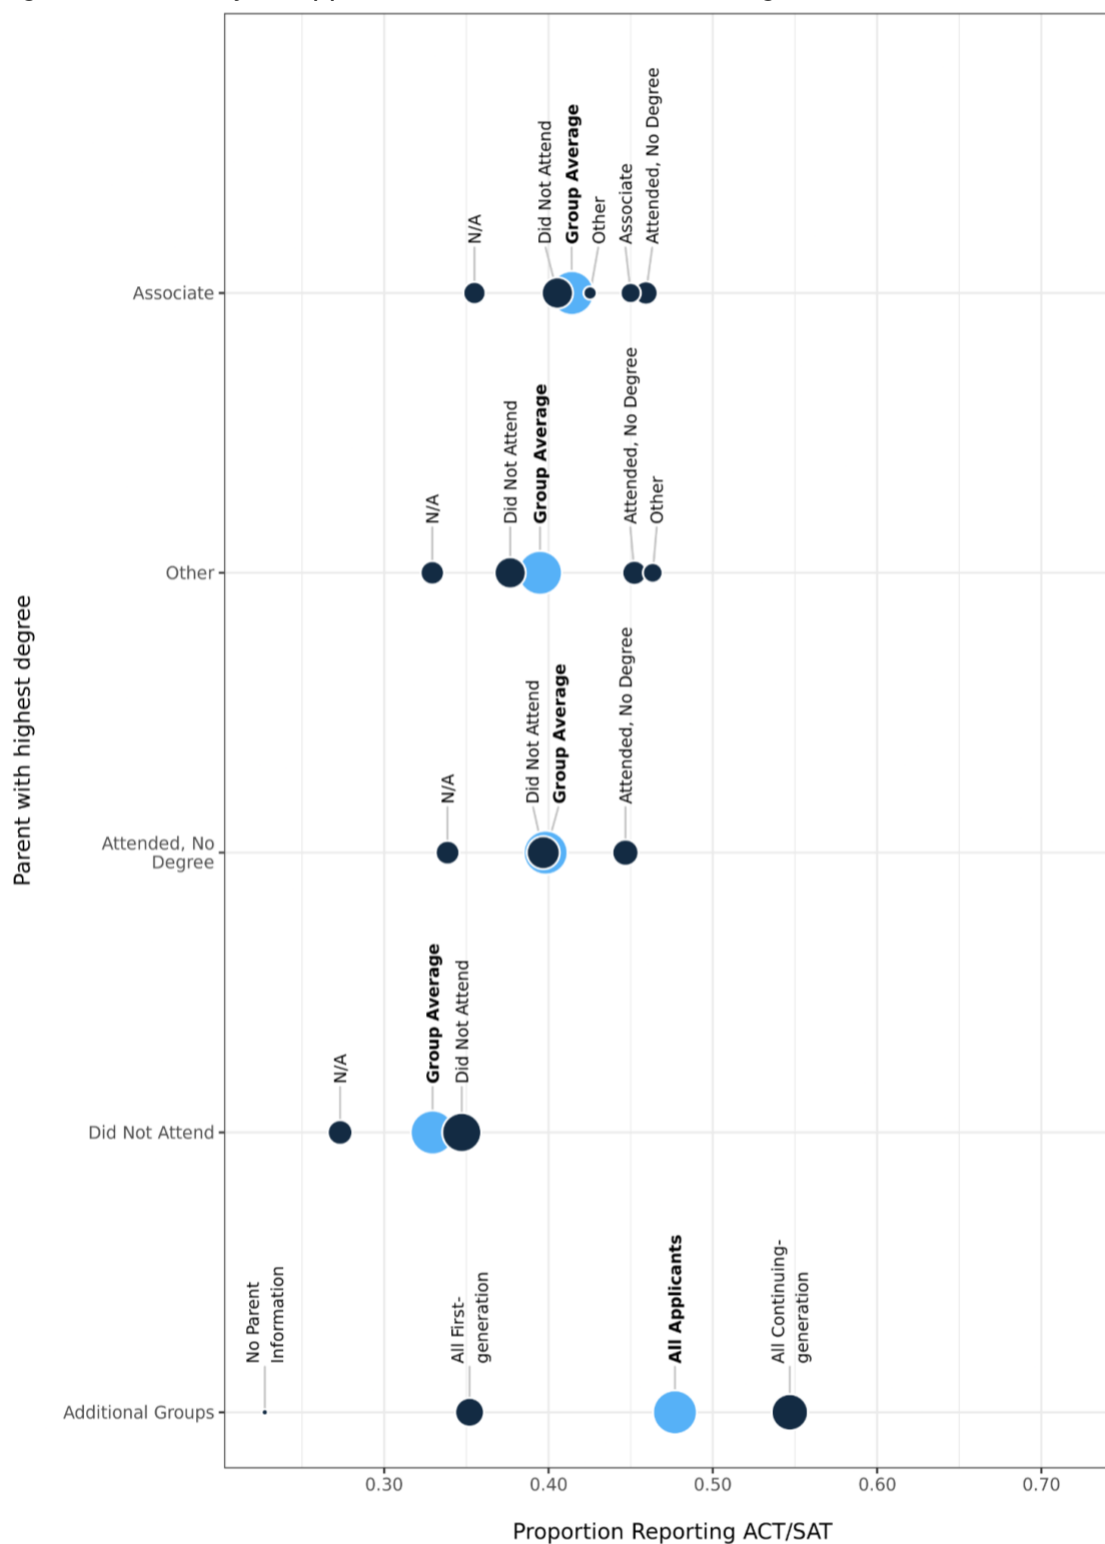 N/A
Did Not Attend
Group Average
Other
Associate
Attended, No Degree
Associate
N/A
Did Not Attend
Group Average
Attended, No Degree
Other
Other
N/A
Did Not Attend
Group Average
Attended, No Degree
Attended, No
Degree
Parent with highest degree
N/A
Group Average
Did Not Attend
Did Not Attend
No Parent
Information
All First-
generation
All Applicants
All Continuing-
generation
Additional Groups
0.30
0.40
0.50
0.60
0.70
Proportion Reporting ACT/SAT